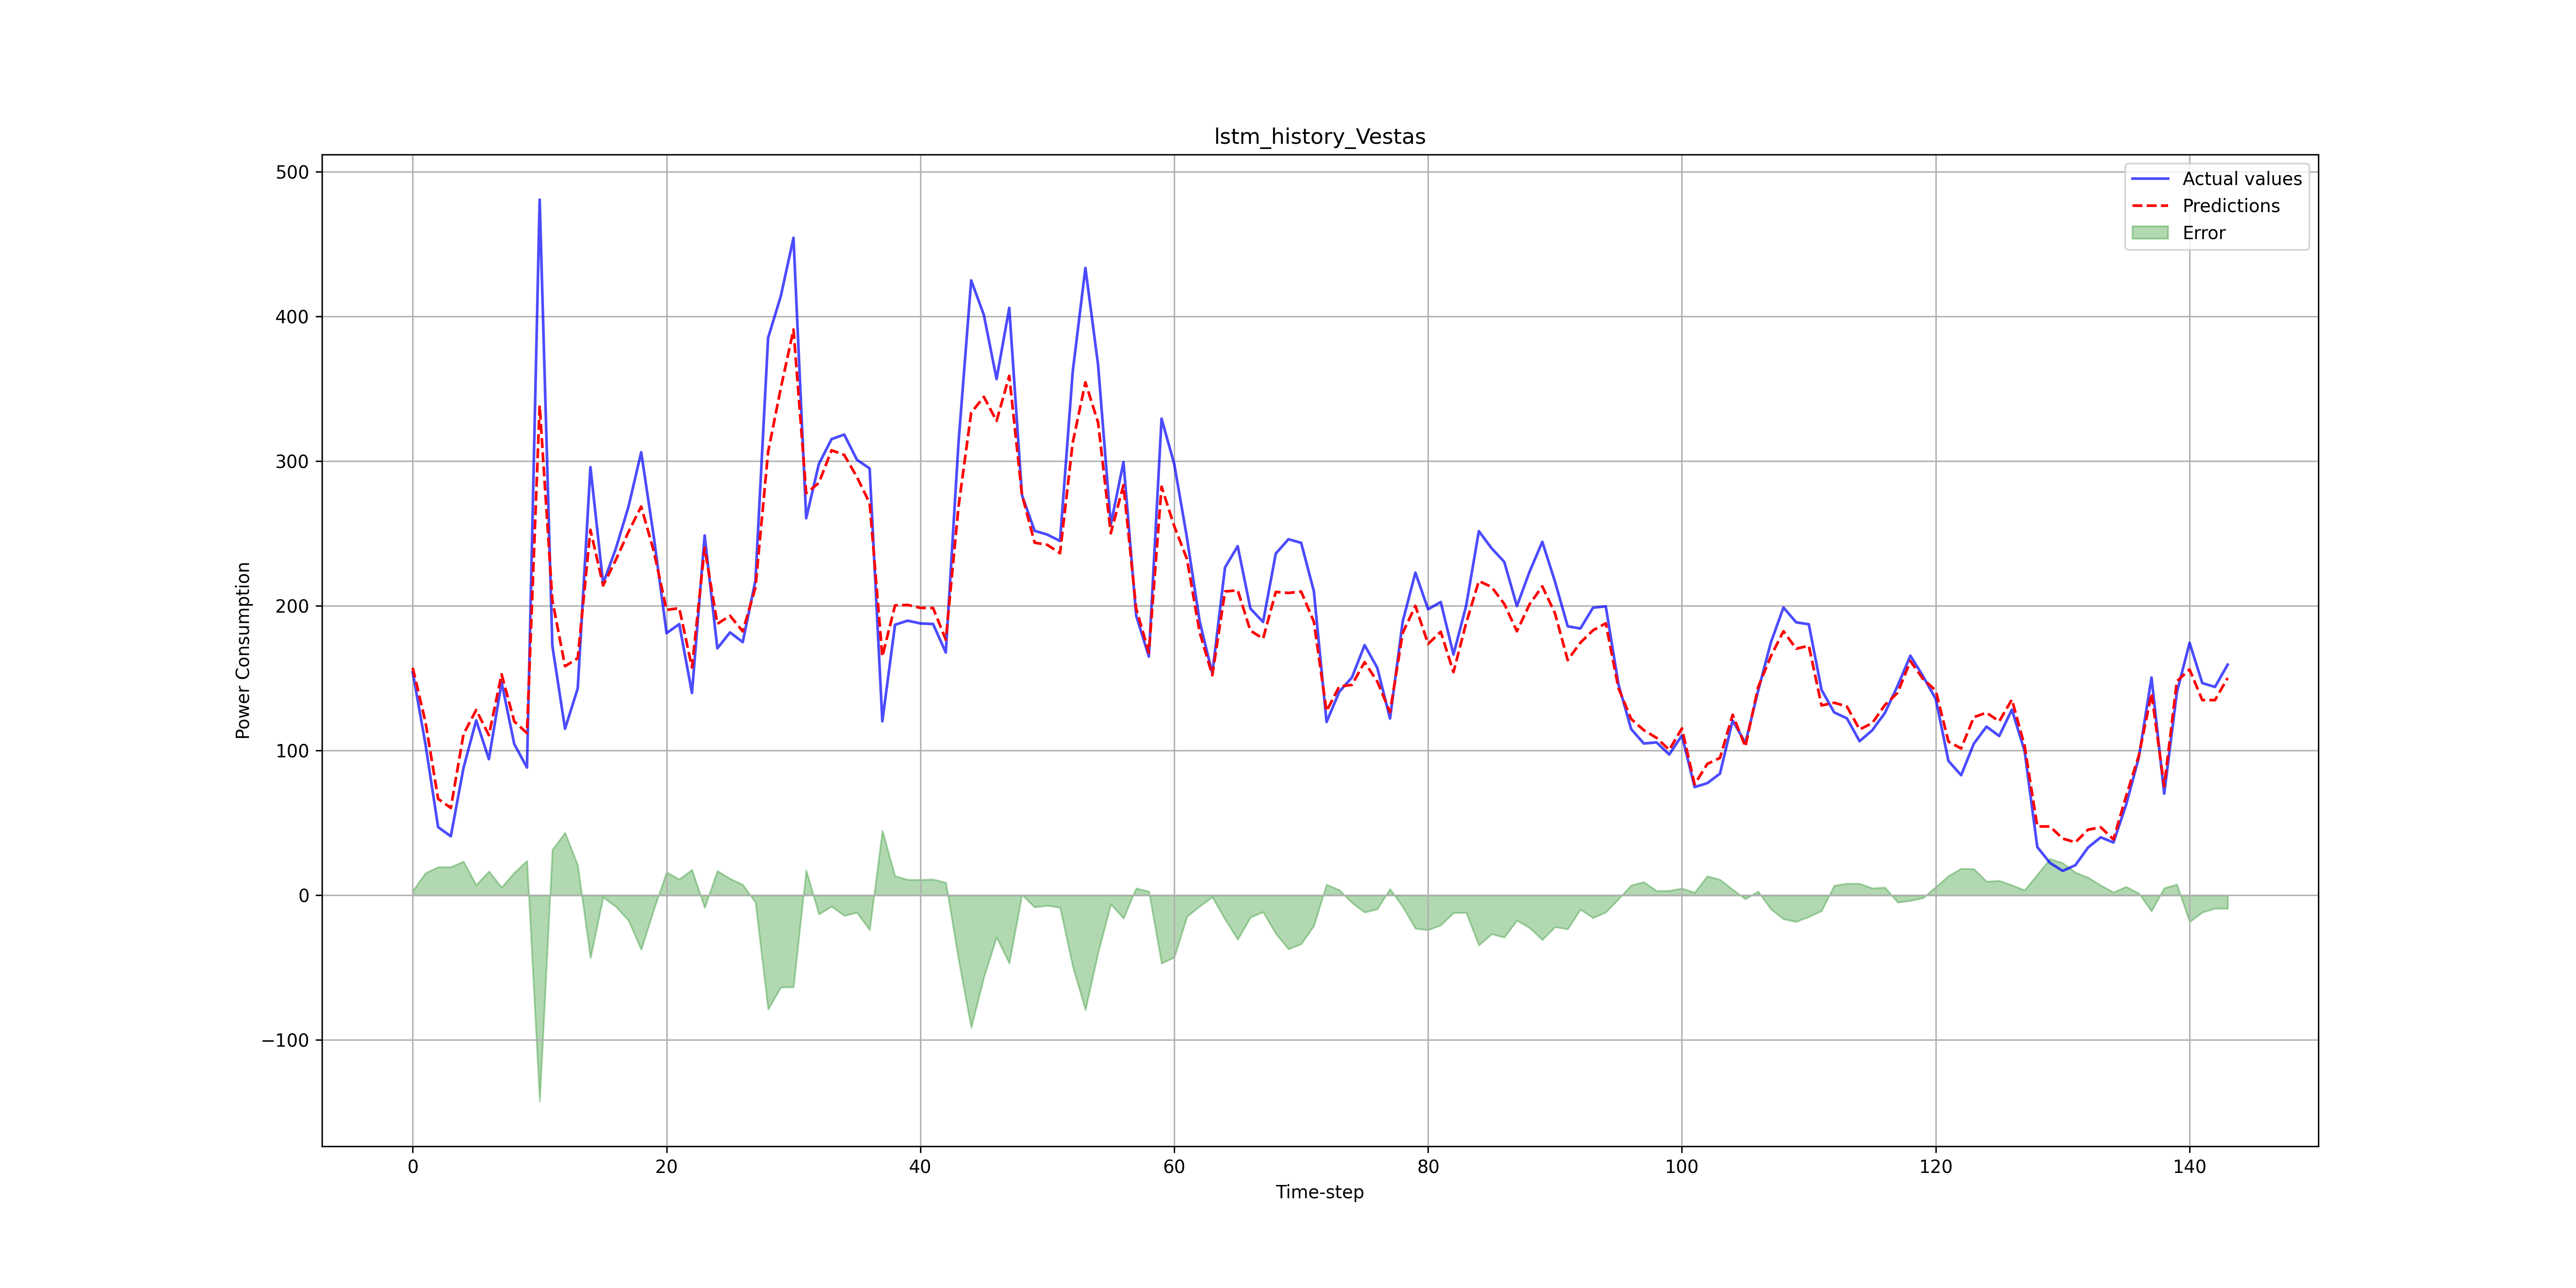 lstm_history_Vestas
Actual values
Predictions
Error
Power Consumption
500
400
300
200
100
0
−100
0 20 40 60 80 100 120 140
Time-step